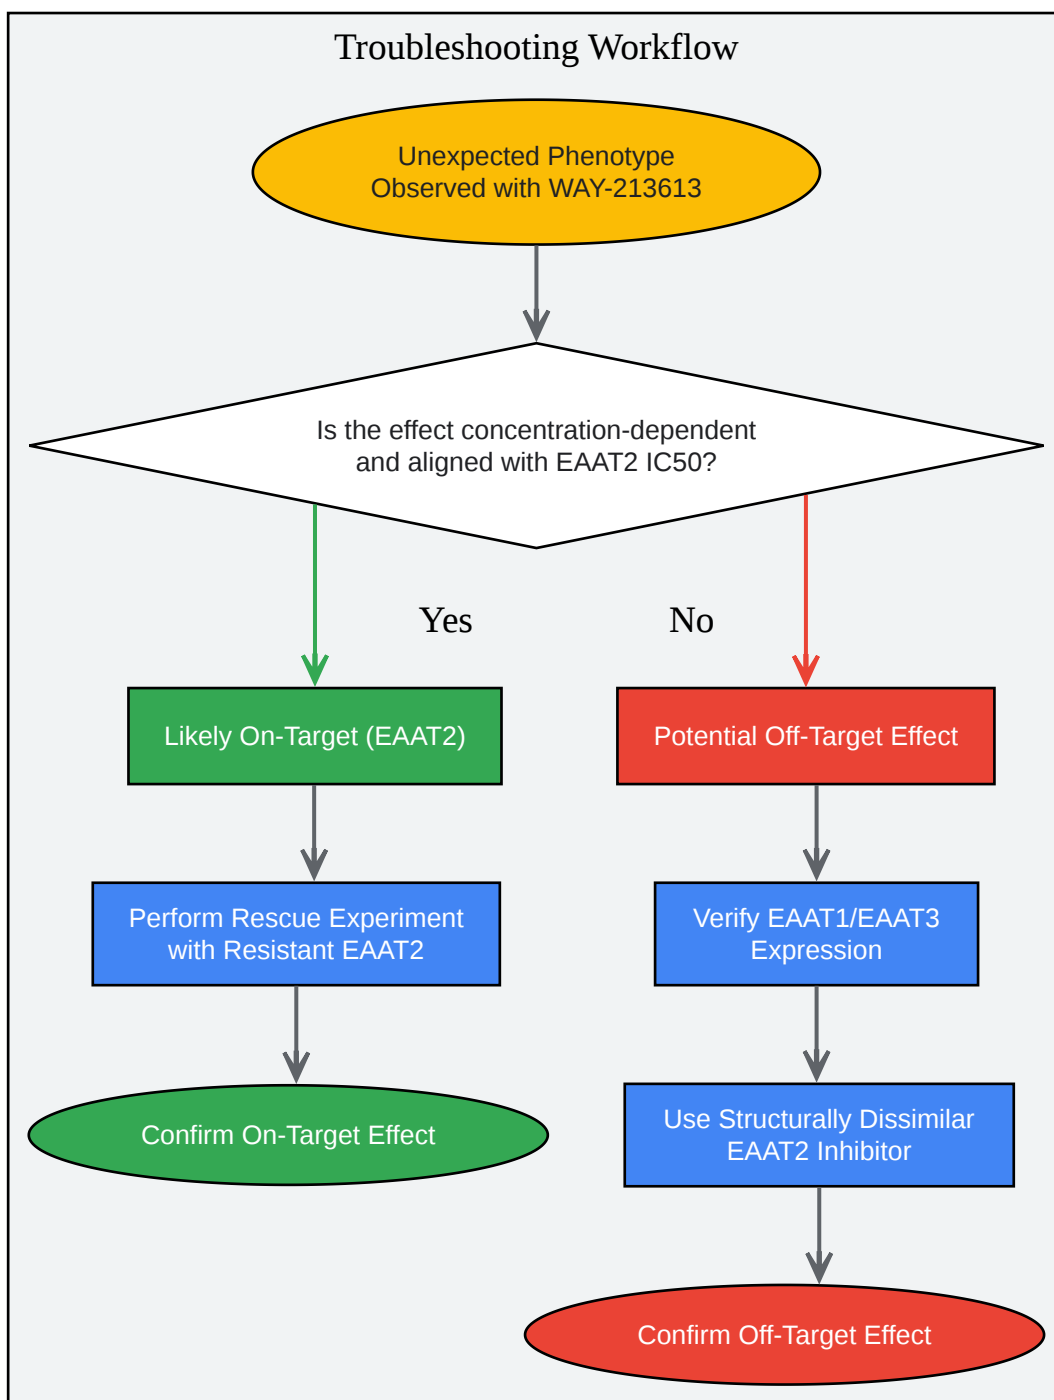 Troubleshooting Workflow
Unexpected Phenotype
Observed with WAY-213613
Is the effect concentration-dependent
and aligned with EAAT2 IC50?
Yes
No
Likely On-Target (EAAT2)
Potential Off-Target Effect
Perform Rescue Experiment
with Resistant EAAT2
Verify EAAT1/EAAT3
Expression
Confirm On-Target Effect
Use Structurally Dissimilar
EAAT2 Inhibitor
Confirm Off-Target Effect